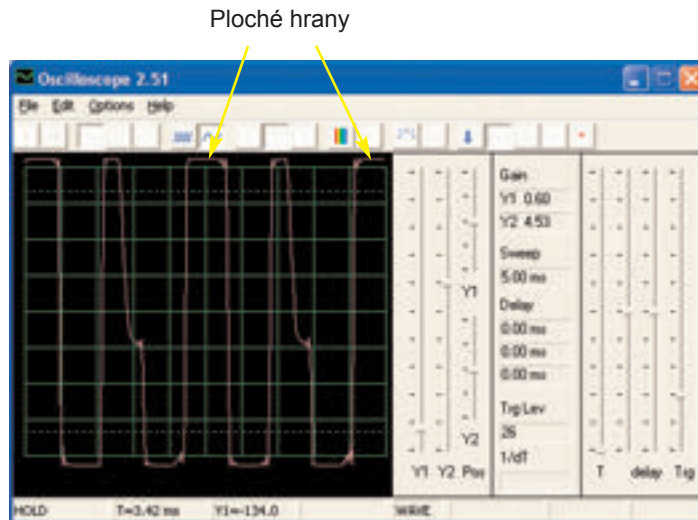 Ploché hrany
Oscilloscope 2.51
File Edit Options Help
Gain
Y1 0.60
Y2 4.53
Sweep
5.00 ms
Y1
Delay
0.00 ms
0.00 ms
0.00 ms
Trg Lev
26
Y2
1/dT
Y1 Y2 Pos
T delay Trg
HOLD T=3.42 ms Y1=-134.0 WAVE